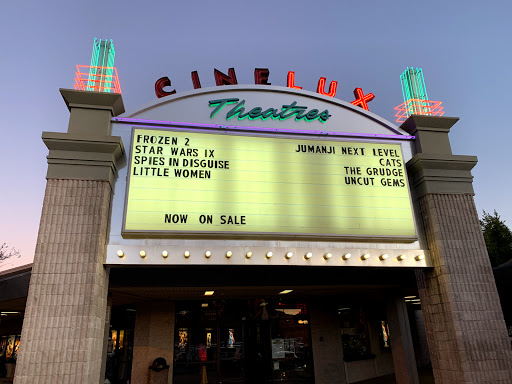 CINELUX
Theatres
FROZEN 2
STAR WARS IX
SPIES IN DISGUISE
LITTLE WOMEN
JUMANJI NEXT LEVEL
CATS
THE GRUDGE
UNCUT GEMS
NOW ON SALE